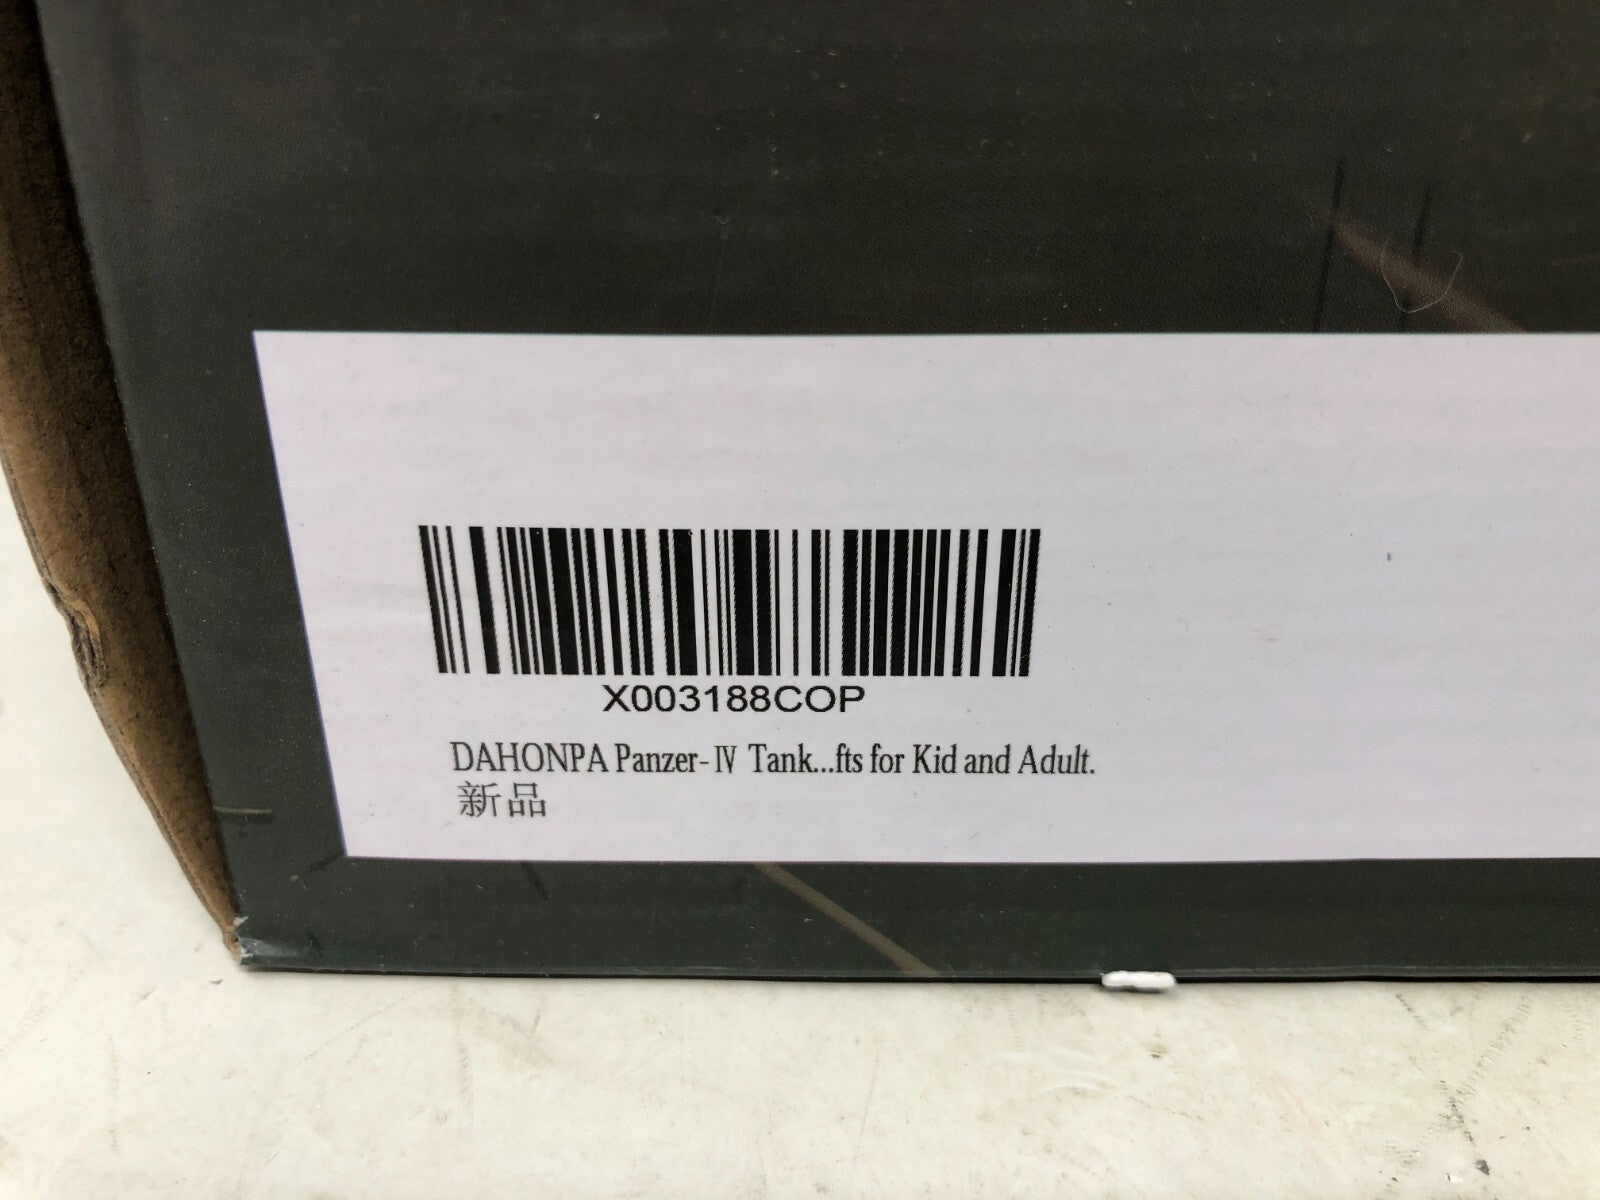 X003188COP
DAHONPA Panzer-Ⅳ Tank...fts for Kid and Adult.
新品